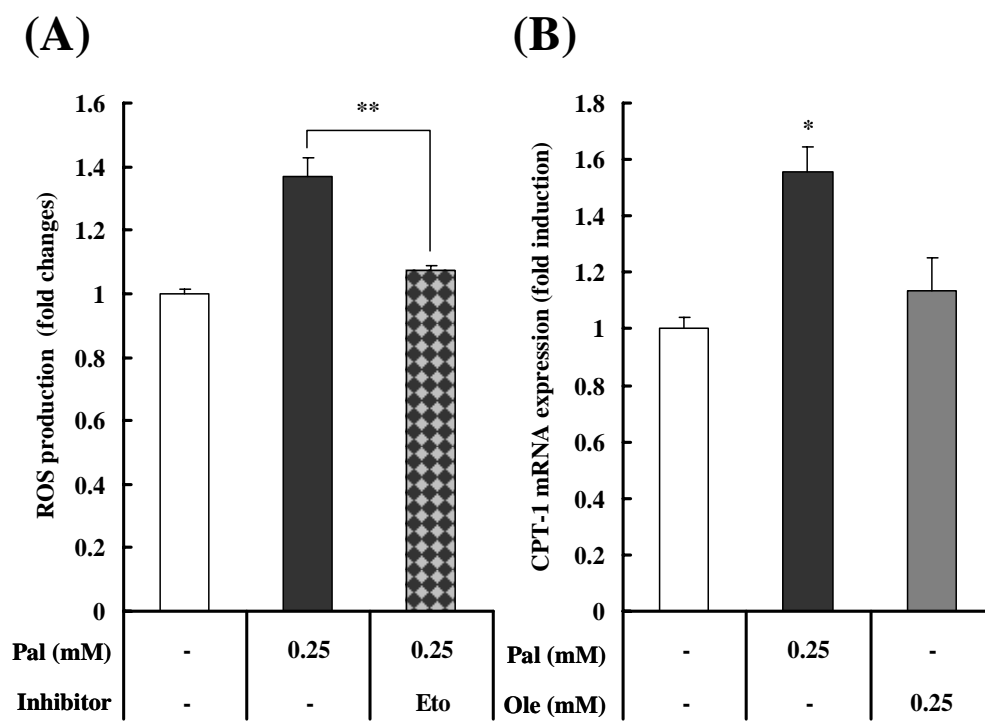 (A)
ROS production (fold changes)
1.6
1.4
1.2
1
0.8
0.6
0.4
0.2
0
**
Pal (mM) - 0.25 0.25
Inhibitor - - Eto
(B)
CPT-1 mRNA expression (fold induction)
1.8
1.6
1.4
1.2
1
0.8
0.6
0.4
0.2
0
*
Pal (mM) - 0.25 -
Ole (mM) - - 0.25